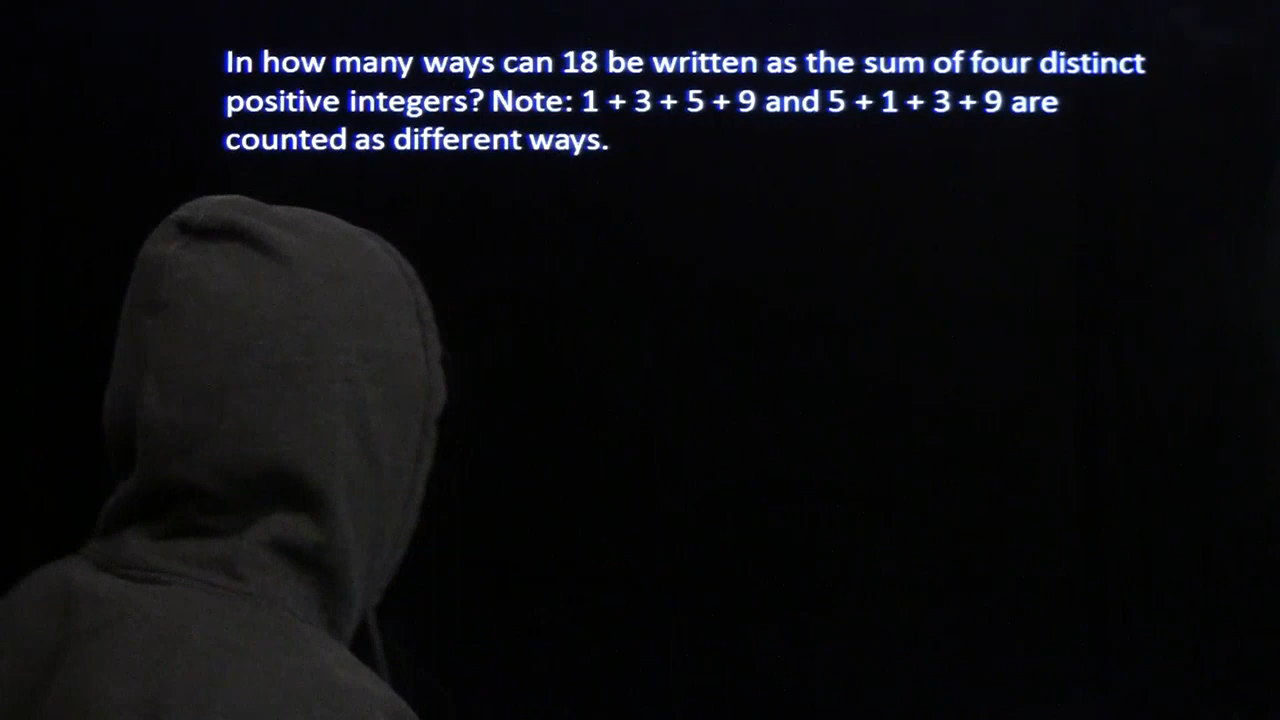 In how many ways can 18 be written as the sum of four distinct
positive integers? Note: 1 + 3 + 5 + 9 and 5 + 1 + 3 + 9 are
counted as different ways.